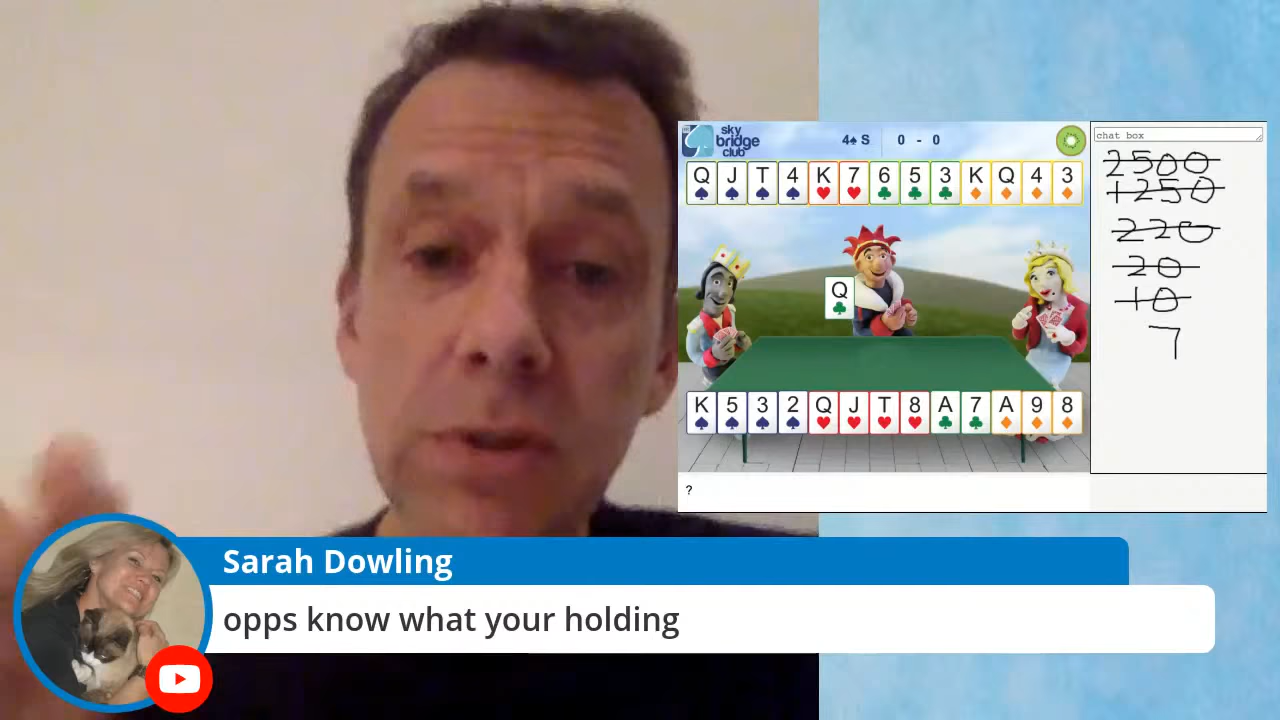 sky
bridge
club
4♠ S 0 - 0
chat box
Q J T 4 K 7 6 5 3 K Q 4 3
♠ ♠ ♠ ♠ ♥ ♥ ♣ ♣ ♣ ♦ ♦ ♦ ♦
2500
1250
220
20
10
7
Q
♣
K 5 3 2 Q J T 8 A 7 A 9 8
♠ ♠ ♠ ♠ ♥ ♥ ♥ ♥ ♣ ♣ ♦ ♦ ♦
?
Sarah Dowling
opps know what your holding